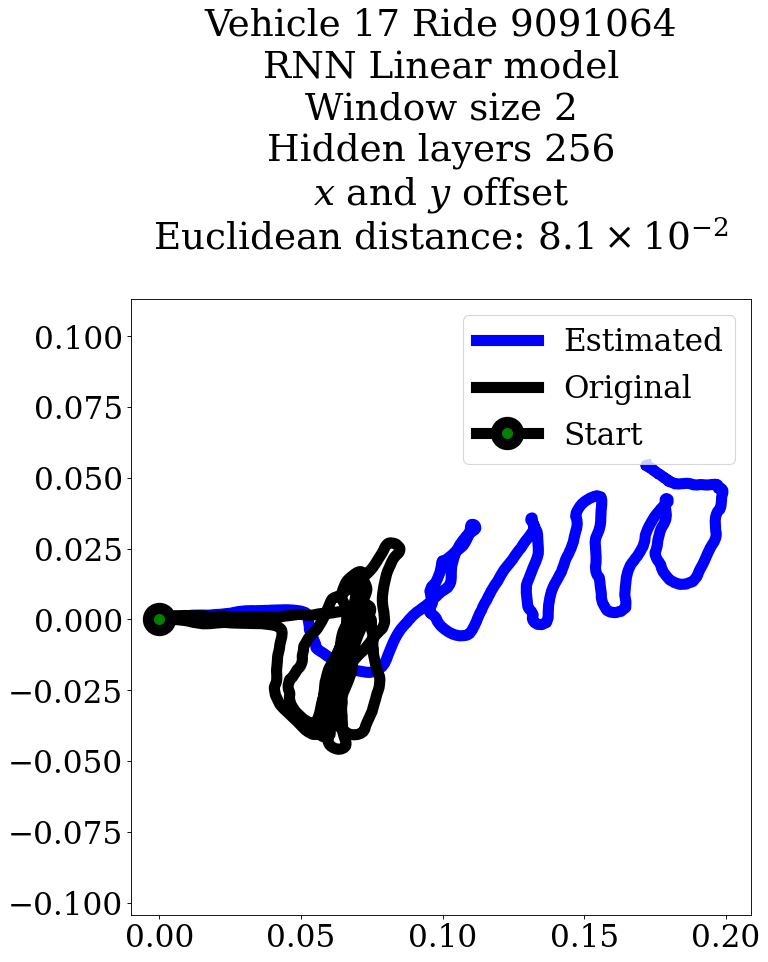 Vehicle 17 Ride 9091064
RNN Linear model
Window size 2
Hidden layers 256
x and y offset
Euclidean distance: 8.1 × 10⁻²
Estimated
Original
Start
0.100
0.075
0.050
0.025
0.000
−0.025
−0.050
−0.075
−0.100
0.00 0.05 0.10 0.15 0.20